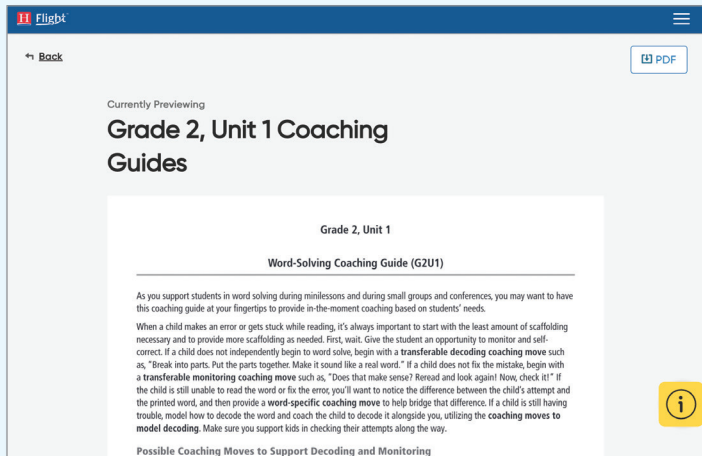 H Flight
Back
PDF
Currently Previewing
Grade 2, Unit 1 Coaching
Guides
Grade 2, Unit 1
Word-Solving Coaching Guide (G2U1)
As you support students in word solving during minilessons and during small groups and conferences, you may want to have
this coaching guide at your fingertips to provide in-the-moment coaching based on students' needs.
When a child makes an error or gets stuck while reading, it's always important to start with the least amount of scaffolding
necessary and to provide more scaffolding as needed. First, wait. Give the student an opportunity to monitor and self-
correct. If a child does not independently begin to word solve, begin with a transferable decoding coaching move such
as, "Break into parts. Put the parts together. Make it sound like a real word." If a child does not fix the mistake, begin with
a transferable monitoring coaching move such as, "Does that make sense? Reread and look again! Now, check it!" If
the child is still unable to read the word or fix the error, you'll want to notice the difference between the child's attempt and
the printed word, and then provide a word-specific coaching move to help bridge that difference. If a child is still having
trouble, model how to decode the word and coach the child to decode it alongside you, utilizing the coaching moves to
model decoding. Make sure you support kids in checking their attempts along the way.
Possible Coaching Moves to Support Decoding and Monitoring
i